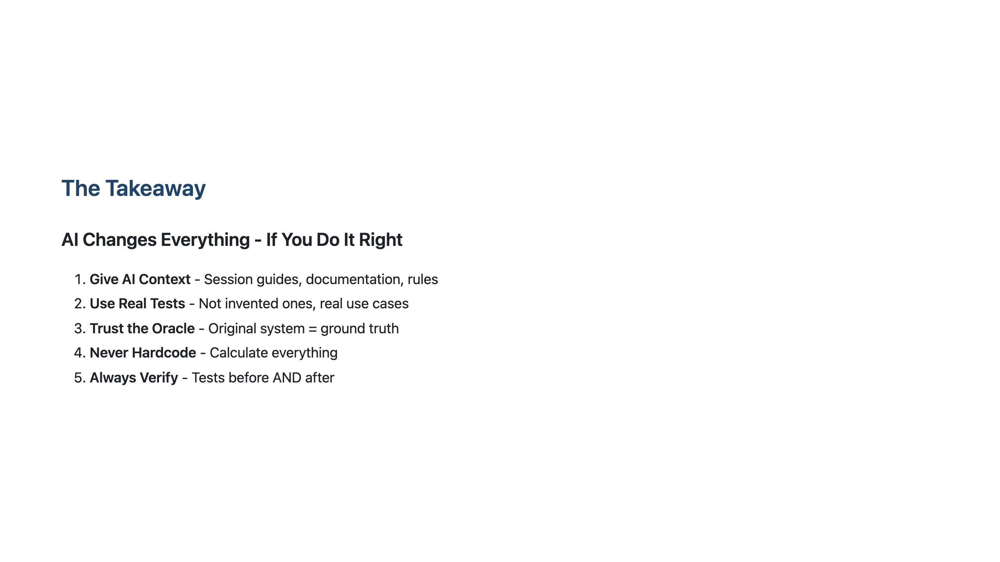 The Takeaway
AI Changes Everything - If You Do It Right
1. Give AI Context - Session guides, documentation, rules
2. Use Real Tests - Not invented ones, real use cases
3. Trust the Oracle - Original system = ground truth
4. Never Hardcode - Calculate everything
5. Always Verify - Tests before AND after